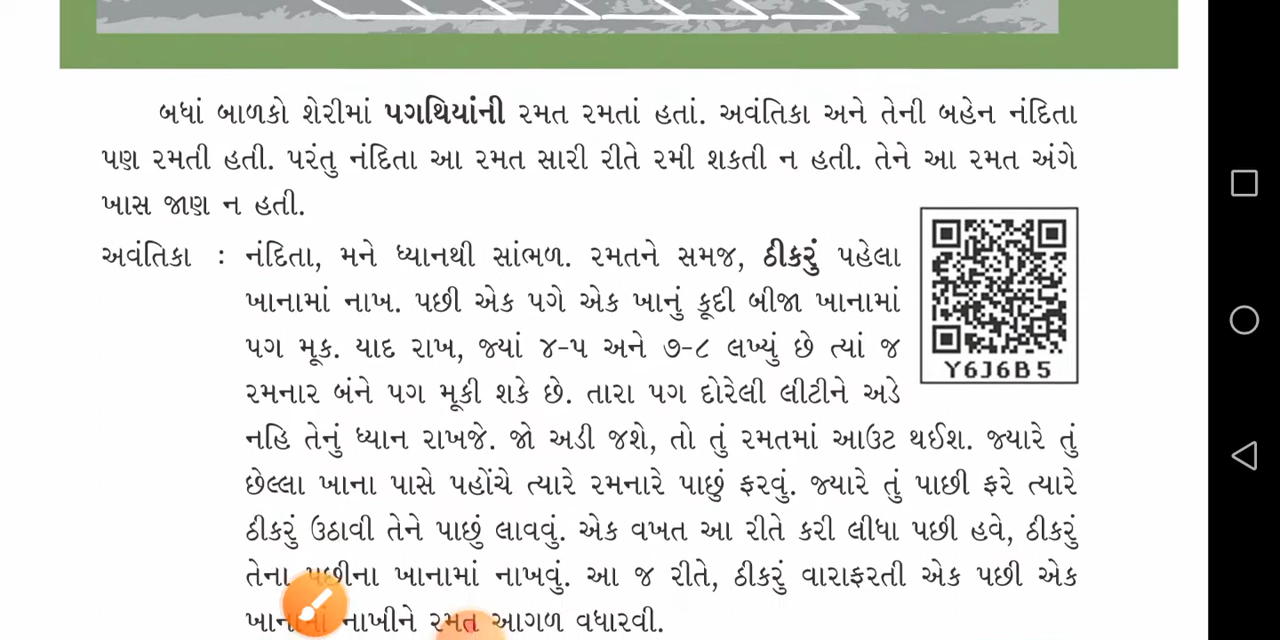 બધાં બાળકો શેરીમાં પગથિયાંની રમત રમતાં હતાં. અવંતિકા અને તેની બહેન નંદિતા
પણ રમતી હતી. પરંતુ નંદિતા આ રમત સારી રીતે રમી શકતી ન હતી. તેને આ રમત અંગે
ખાસ જાણ ન હતી.
અવંતિકા : નંદિતા, મને ધ્યાનથી સાંભળ. રમતને સમજ, ઠીકરું પહેલા
ખાનામાં નાખ. પછી એક પગે એક ખાનું કૂદી બીજા ખાનામાં
પગ મૂક. યાદ રાખ, જ્યાં ૪-૫ અને ૭-૮ લખ્યું છે ત્યાં જ
રમનાર બંને પગ મૂકી શકે છે. તારા પગ દોરેલી લીટીને અડે
Y6J6B5
નહિ તેનું ધ્યાન રાખજે. જો અડી જશે, તો તું રમતમાં આઉટ થઈશ. જ્યારે તું
છેલ્લા ખાના પાસે પહોંચે ત્યારે રમનારે પાછું ફરવું. જ્યારે તું પાછી ફરે ત્યારે
ઠીકરું ઉઠાવી તેને પાછું લાવવું. એક વખત આ રીતે કરી લીધા પછી હવે, ઠીકરું
તેના પછીના ખાનામાં નાખવું. આ જ રીતે, ઠીકરું વારાફરતી એક પછી એક
ખાનામાં નાખીને રમત આગળ વધારવી.